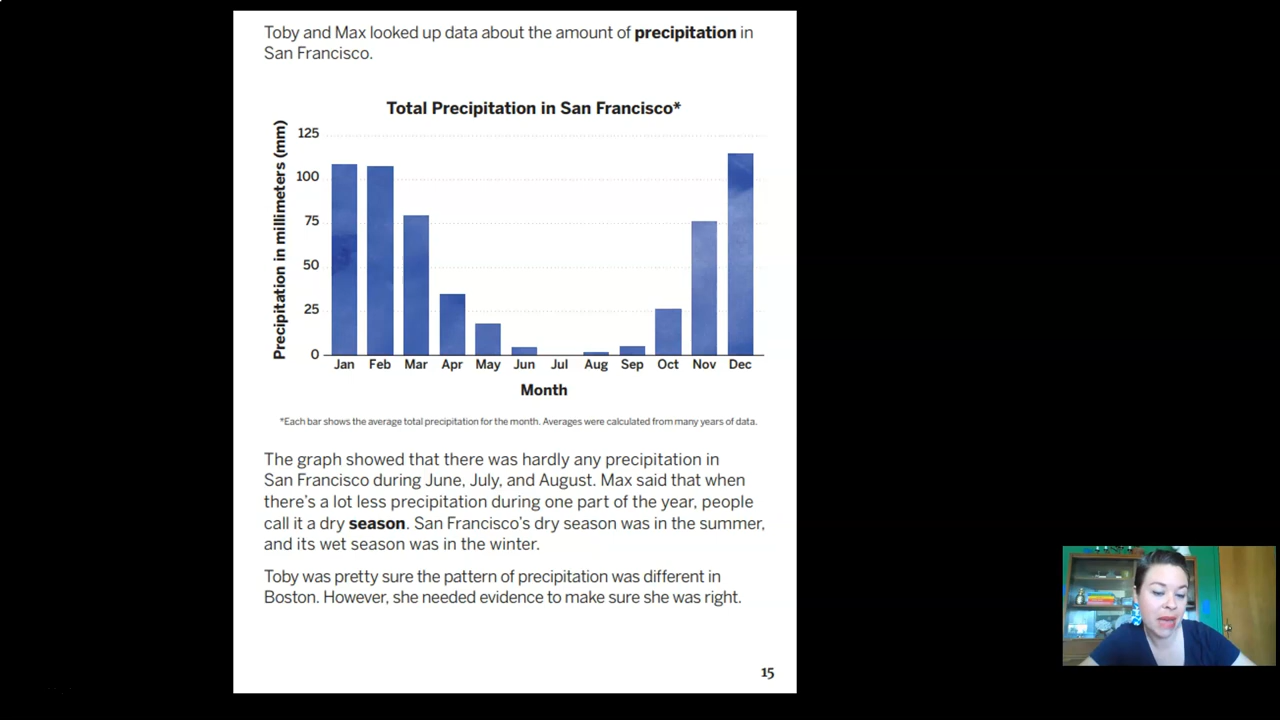 Toby and Max looked up data about the amount of precipitation in
San Francisco.
Total Precipitation in San Francisco*
Precipitation in millimeters (mm)
125
100
75
50
25
0
Jan Feb Mar Apr May Jun Jul Aug Sep Oct Nov Dec
Month
*Each bar shows the average total precipitation for the month. Averages were calculated from many years of data.
The graph showed that there was hardly any precipitation in
San Francisco during June, July, and August. Max said that when
there’s a lot less precipitation during one part of the year, people
call it a dry season. San Francisco’s dry season was in the summer,
and its wet season was in the winter.
Toby was pretty sure the pattern of precipitation was different in
Boston. However, she needed evidence to make sure she was right.
15